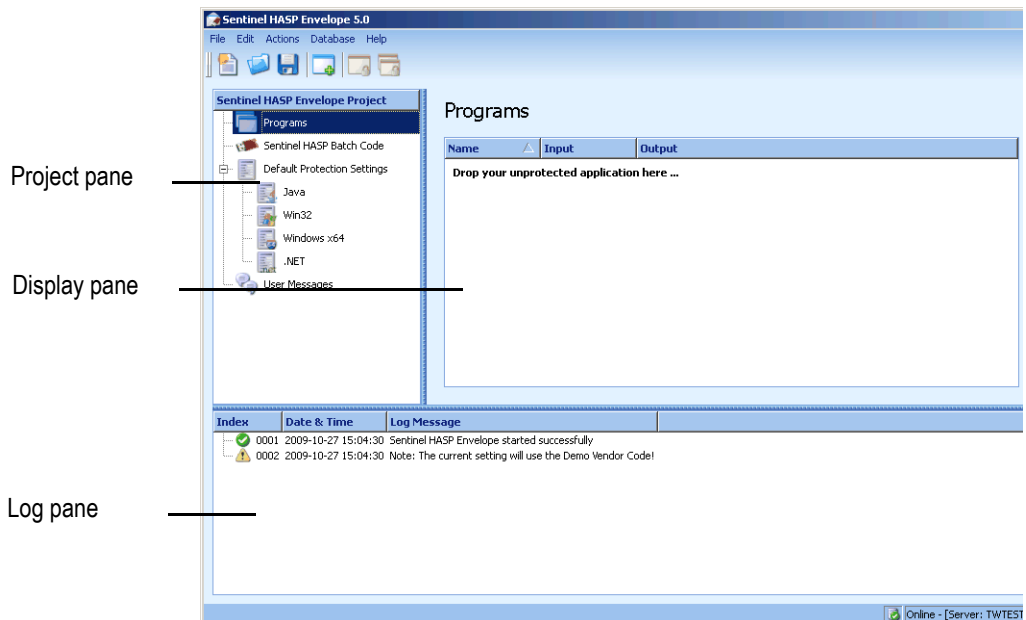 Sentinel HASP Envelope 5.0
File Edit Actions Database Help
Sentinel HASP Envelope Project
Programs
Sentinel HASP Batch Code
Default Protection Settings
Java
Win32
Windows x64
.NET
User Messages
Programs
Name Input Output
Drop your unprotected application here ...
Project pane
Display pane
Index Date & Time Log Message
0001 2009-10-27 15:04:30 Sentinel HASP Envelope started successfully
0002 2009-10-27 15:04:30 Note: The current setting will use the Demo Vendor Code!
Log pane
Online - [Server: TWTEST